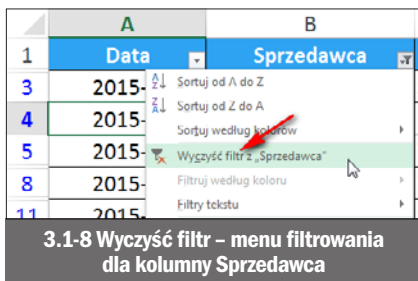 A B
1 Data Sprzedawca
3 2015-
4 2015-
5 2015-
8 2015-
11 2015-
Sortuj od A do Z
Sortuj od Z do A
Sortuj według kolorów
Wyczyść filtr z „Sprzedawca"
Filtruj według koloru
Filtry tekstu
3.1-8 Wyczyść filtr – menu filtrowania
dla kolumny Sprzedawca